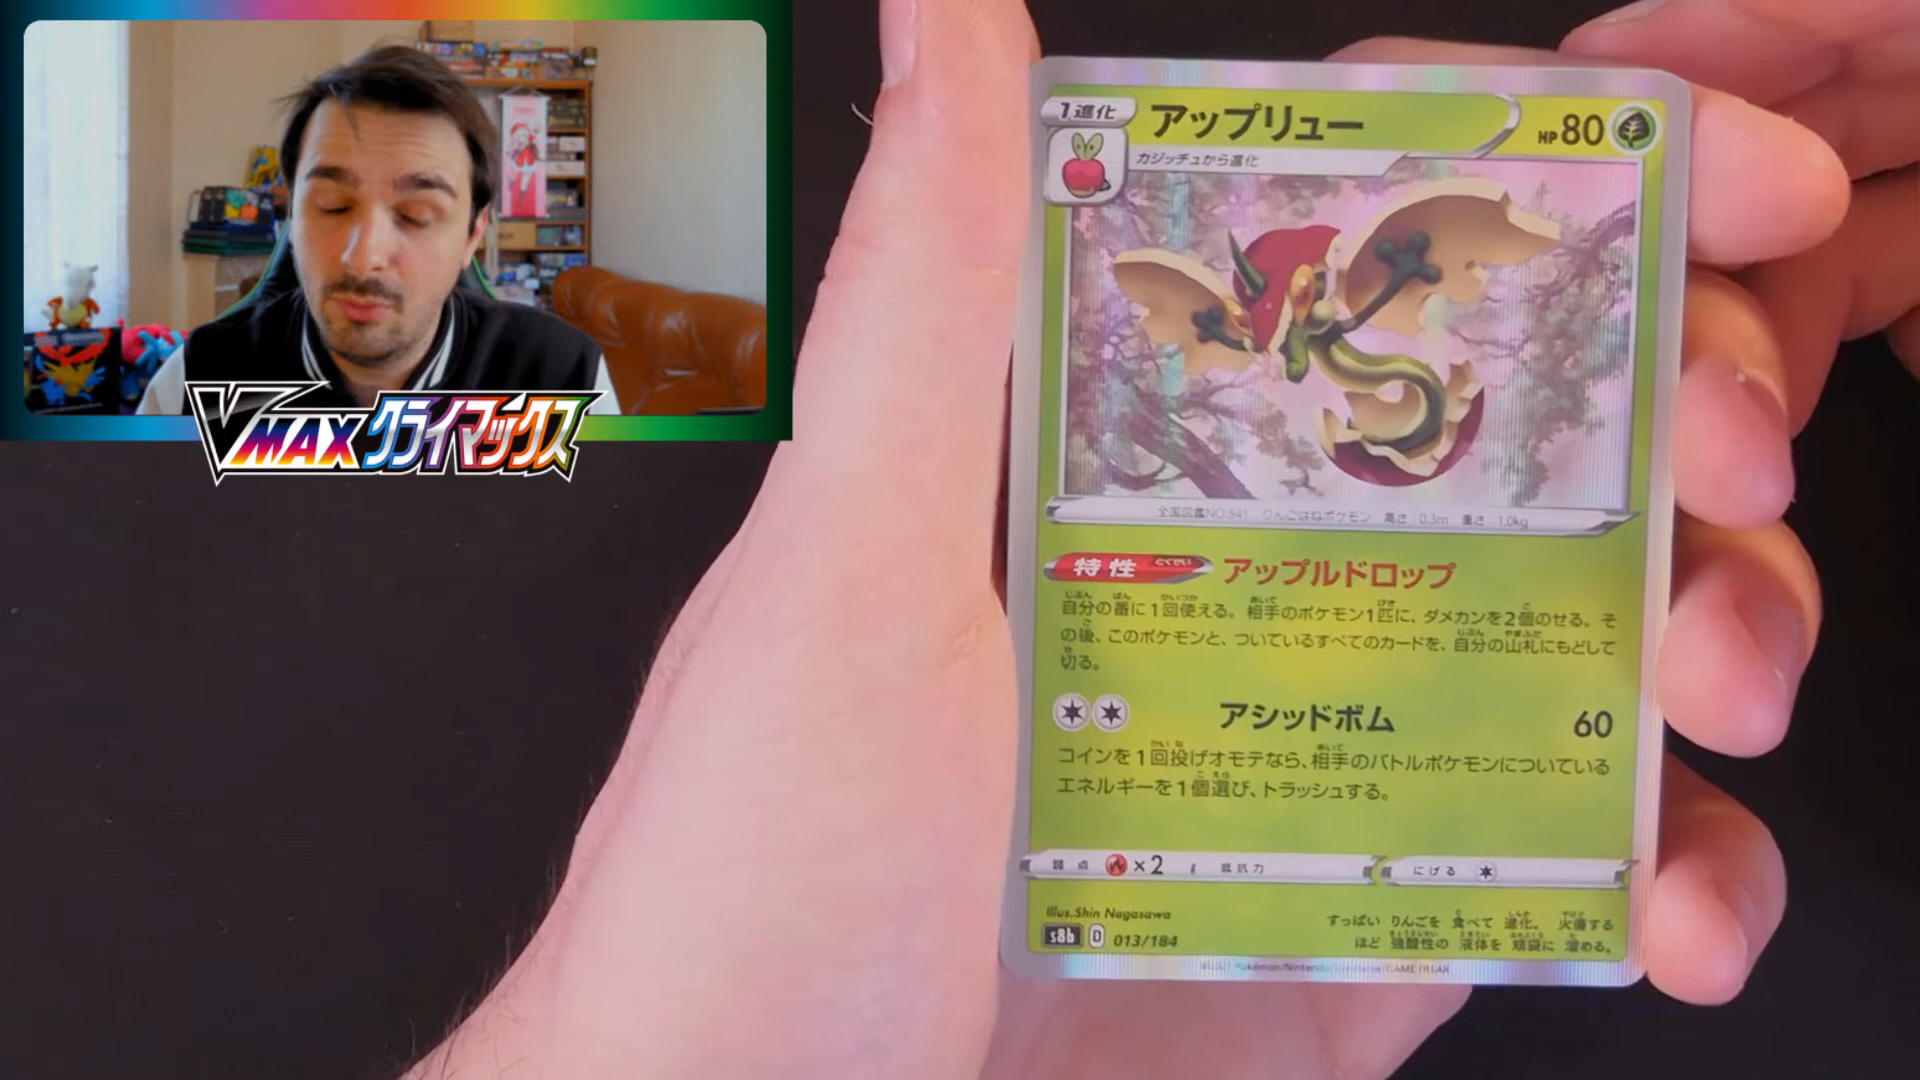 VMAXクライマックス
1進化
アップリュー
HP80
カジッチュから進化
全国図鑑NO.841 りんごはねポケモン 高さ 0.3m 重さ 1.0kg
特性 アップルドロップ
自分の番に1回使える。相手のポケモン1匹に、ダメカンを2個のせる。そ
の後、このポケモンと、ついているすべてのカードを、自分の山札にもどして
切る。
アシッドボム 60
コインを1回投げオモテなら、相手のバトルポケモンについている
エネルギーを1個選び、トラッシュする。
弱点 ×2 抵抗力 にげる
Illus.Shin Nagasawa
s8b D 013/184
すっぱい りんごを 食べて 進化。 火傷する
ほど 強酸性の 液体を 頬袋に 溜める。
Pokémon/Nintendo/Creatures/GAME FREAK